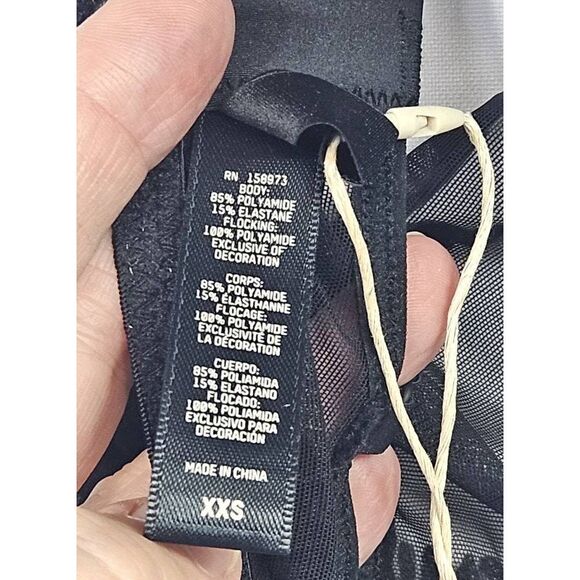 RN 158973
BODY:
85% POLYAMIDE
15% ELASTANE
FLOCKING:
100% POLYAMIDE
EXCLUSIVE OF
DECORATION
CORPS:
85% POLYAMIDE
15% ÉLASTHANNE
FLOCAGE:
100% POLYAMIDE
EXCLUSIVITÉ DE
LA DÉCORATION
CUERPO:
85% POLIAMIDA
15% ELASTANO
FLOCADO:
100% POLIAMIDA
EXCLUSIVO PARA
DECORACIÓN
MADE IN CHINA
XXS